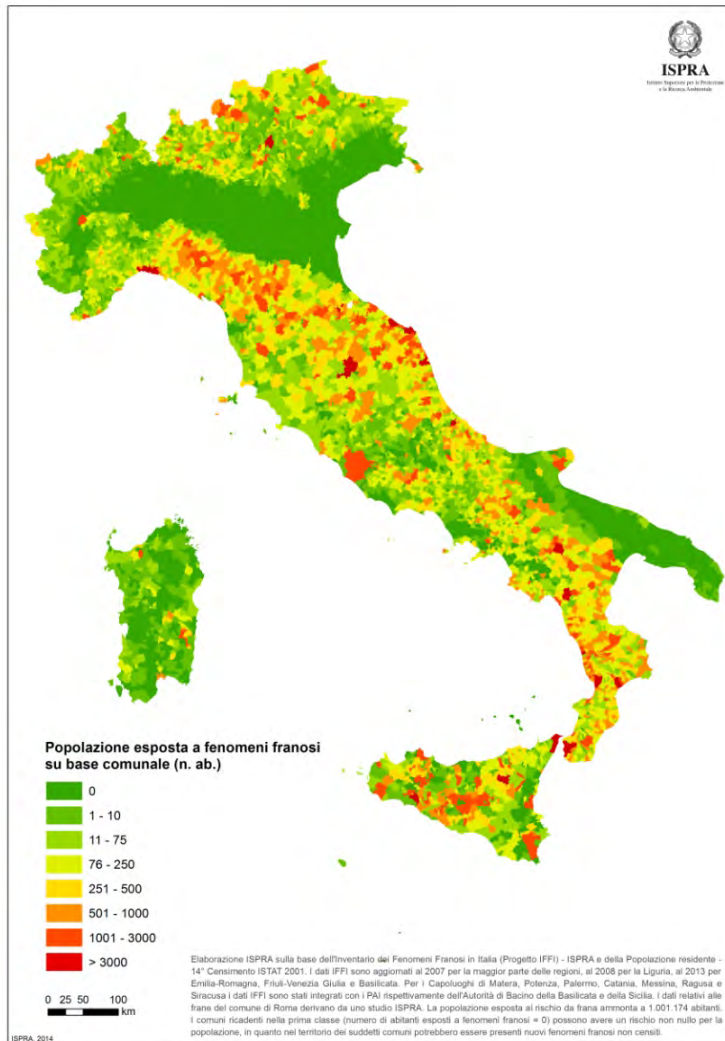 ISPRA
Istituto Superiore per la Protezione
e la Ricerca Ambientale
Popolazione esposta a fenomeni franosi
su base comunale (n. ab.)
0
1 - 10
11 - 75
76 - 250
251 - 500
501 - 1000
1001 - 3000
> 3000
0 25 50 100
km
Elaborazione ISPRA sulla base dell'Inventario dei Fenomeni Franosi in Italia (Progetto IFFI) - ISPRA e della Popolazione residente -
14° Censimento ISTAT 2001. I dati IFFI sono aggiornati al 2007 per la maggior parte delle regioni, al 2008 per la Liguria, al 2013 per
Emilia-Romagna, Friuli-Venezia Giulia e Basilicata. Per i Capoluoghi di Matera, Potenza, Palermo, Catania, Messina, Ragusa e
Siracusa i dati IFFI sono stati integrati con i PAI rispettivamente dell'Autorità di Bacino della Basilicata e della Sicilia. I dati relativi alle
frane del comune di Roma derivano da uno studio ISPRA. La popolazione esposta al rischio da frana ammonta a 1.001.174 abitanti.
I comuni ricadenti nella prima classe (numero di abitanti esposti a fenomeni franosi = 0) possono avere un rischio non nullo per la
popolazione, in quanto nel territorio dei suddetti comuni potrebbero essere presenti nuovi fenomeni franosi non censiti.
ISPRA, 2014